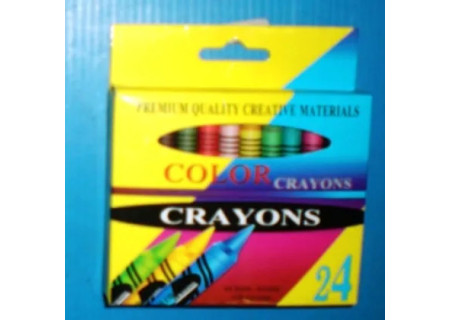 PREMIUM QUALITY CREATIVE MATERIALS
COLOR CRAYONS
CRAYONS
24